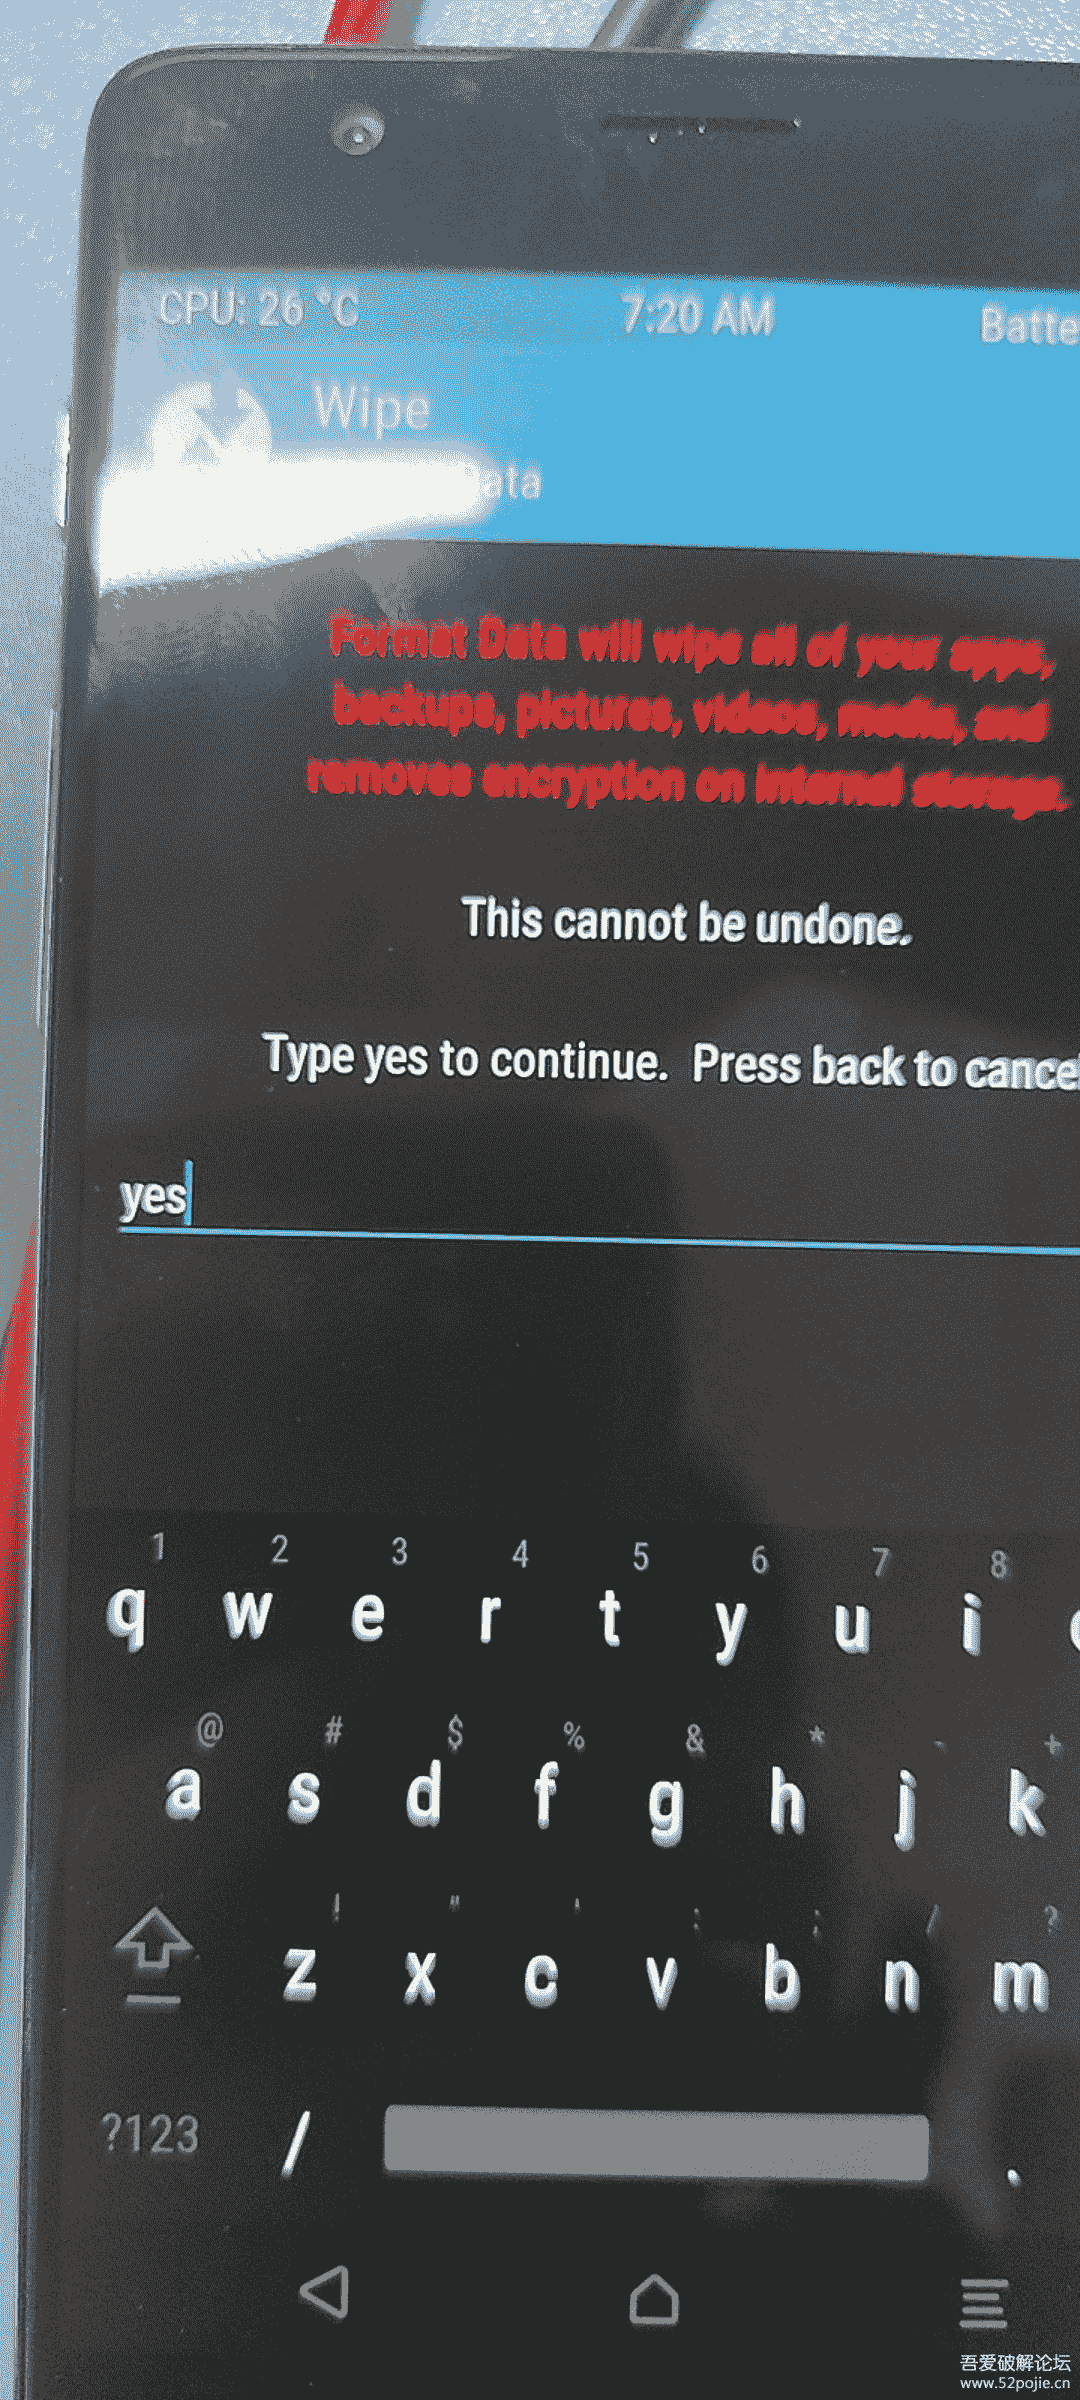 CPU: 26 °C 7:20 AM Batte
Wipe
ata
Format Data will wipe all of your apps,
backups, pictures, videos, media, and
removes encryption on internal storage.
This cannot be undone.
Type yes to continue. Press back to cancel
yes
1 2 3 4 5 6 7 8
q w e r t y u i
@ # $ % & * - +
a s d f g h j k
! " ' : ; / ?
z x c v b n m
?123 / .
吾爱破解论坛
www.52pojie.cn